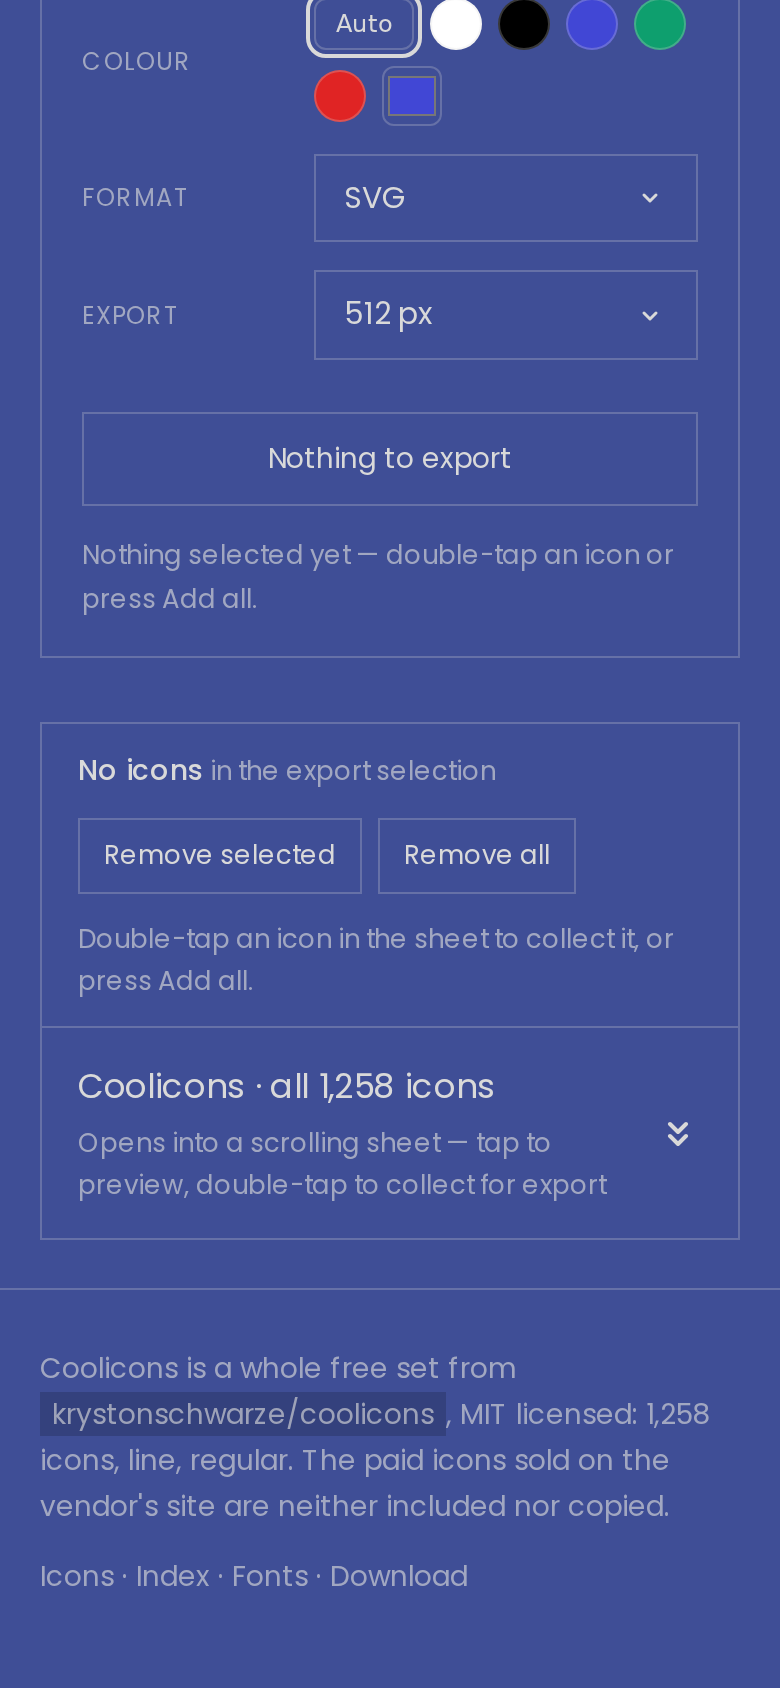 Auto
COLOUR
FORMAT
SVG
EXPORT
512 px
Nothing to export
Nothing selected yet — double-tap an icon or
press Add all.
No icons in the export selection
Remove selected
Remove all
Double-tap an icon in the sheet to collect it, or
press Add all.
Coolicons · all 1,258 icons
Opens into a scrolling sheet — tap to
preview, double-tap to collect for export
Coolicons is a whole free set from
krystonschwarze/coolicons , MIT licensed: 1,258
icons, line, regular. The paid icons sold on the
vendor's site are neither included nor copied.
Icons · Index · Fonts · Download